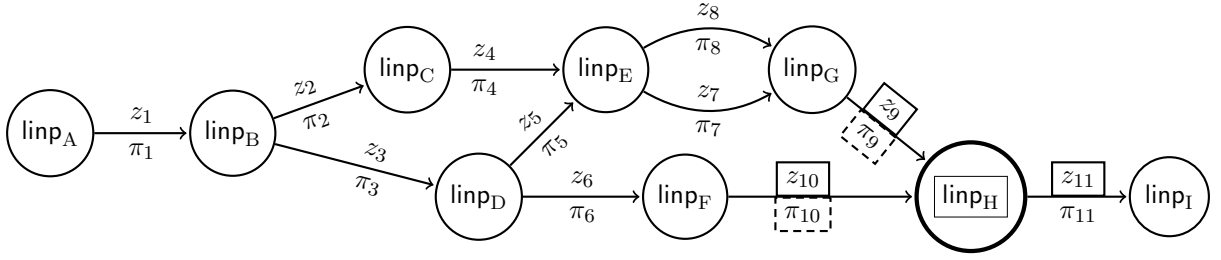 linp_A
z_1
π_1
linp_B
z_2
π_2
z_3
π_3
linp_C
z_4
π_4
linp_D
z_5
π_5
z_6
π_6
linp_E
z_8
π_8
z_7
π_7
linp_F
z_10
π_10
linp_G
z_9
π_9
linp_H
z_11
π_11
linp_I